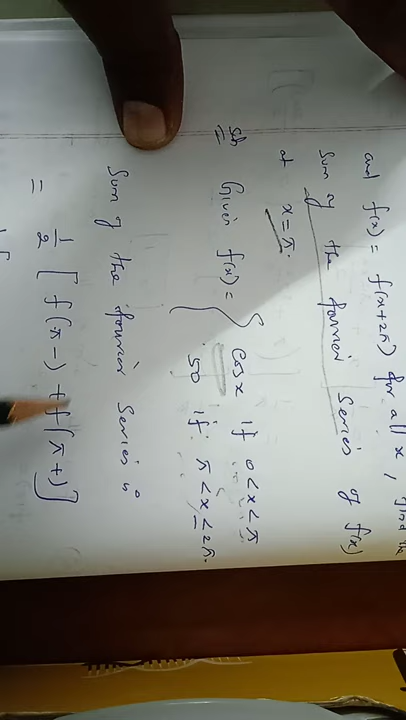 and f(x) = f(x+2π) for all x, find the
sum of the fourier series of f(x)
at x = π.
Sln Given f(x) = { cos x if 0 < x < π
50 if π < x < 2π.
Sum of the fourier series is
= 1/2 [ f(π-) + f(π+) ]